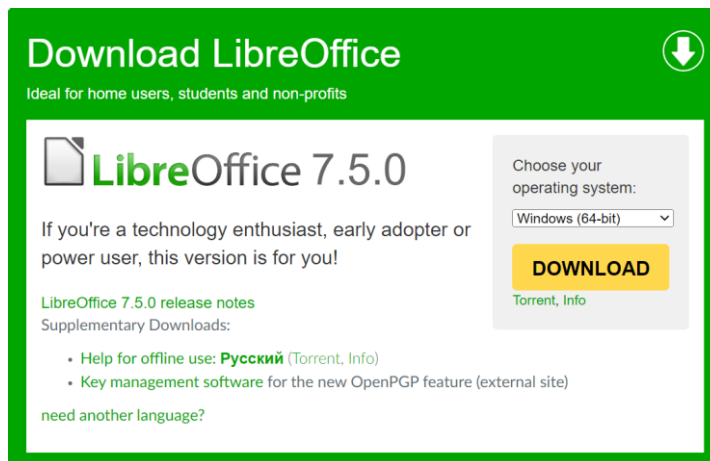 Download LibreOffice
Ideal for home users, students and non-profits
LibreOffice 7.5.0
If you're a technology enthusiast, early adopter or
power user, this version is for you!
LibreOffice 7.5.0 release notes
Supplementary Downloads:
• Help for offline use: Русский (Torrent, Info)
• Key management software for the new OpenPGP feature (external site)
need another language?
Choose your
operating system:
Windows (64-bit)
DOWNLOAD
Torrent, Info